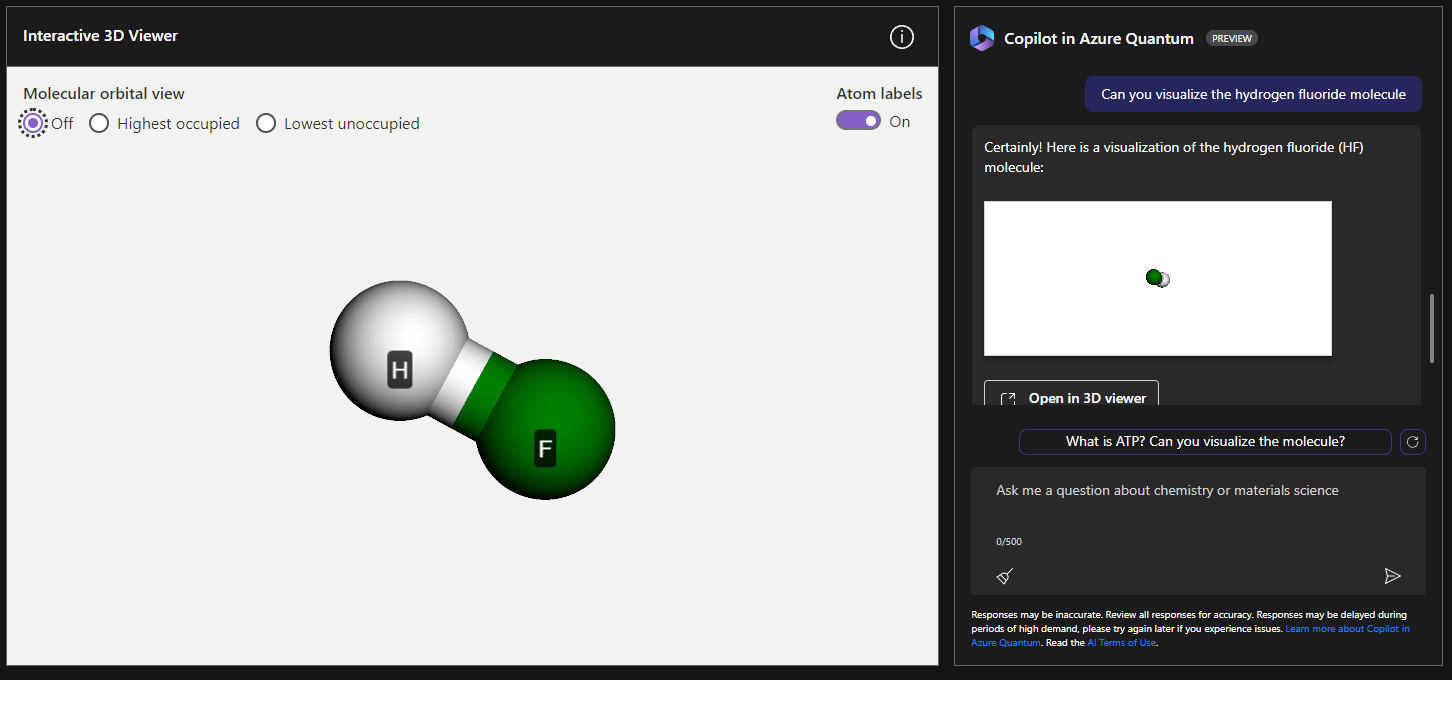 Interactive 3D Viewer
Molecular orbital view
Off Highest occupied Lowest unoccupied
Atom labels
On
H
F
Copilot in Azure Quantum PREVIEW
Can you visualize the hydrogen fluoride molecule
Certainly! Here is a visualization of the hydrogen fluoride (HF)
molecule:
Open in 3D viewer
What is ATP? Can you visualize the molecule?
Ask me a question about chemistry or materials science
0/500
Responses may be inaccurate. Review all responses for accuracy. Responses may be delayed during
periods of high demand, please try again later if you experience issues. Learn more about Copilot in
Azure Quantum. Read the AI Terms of Use.